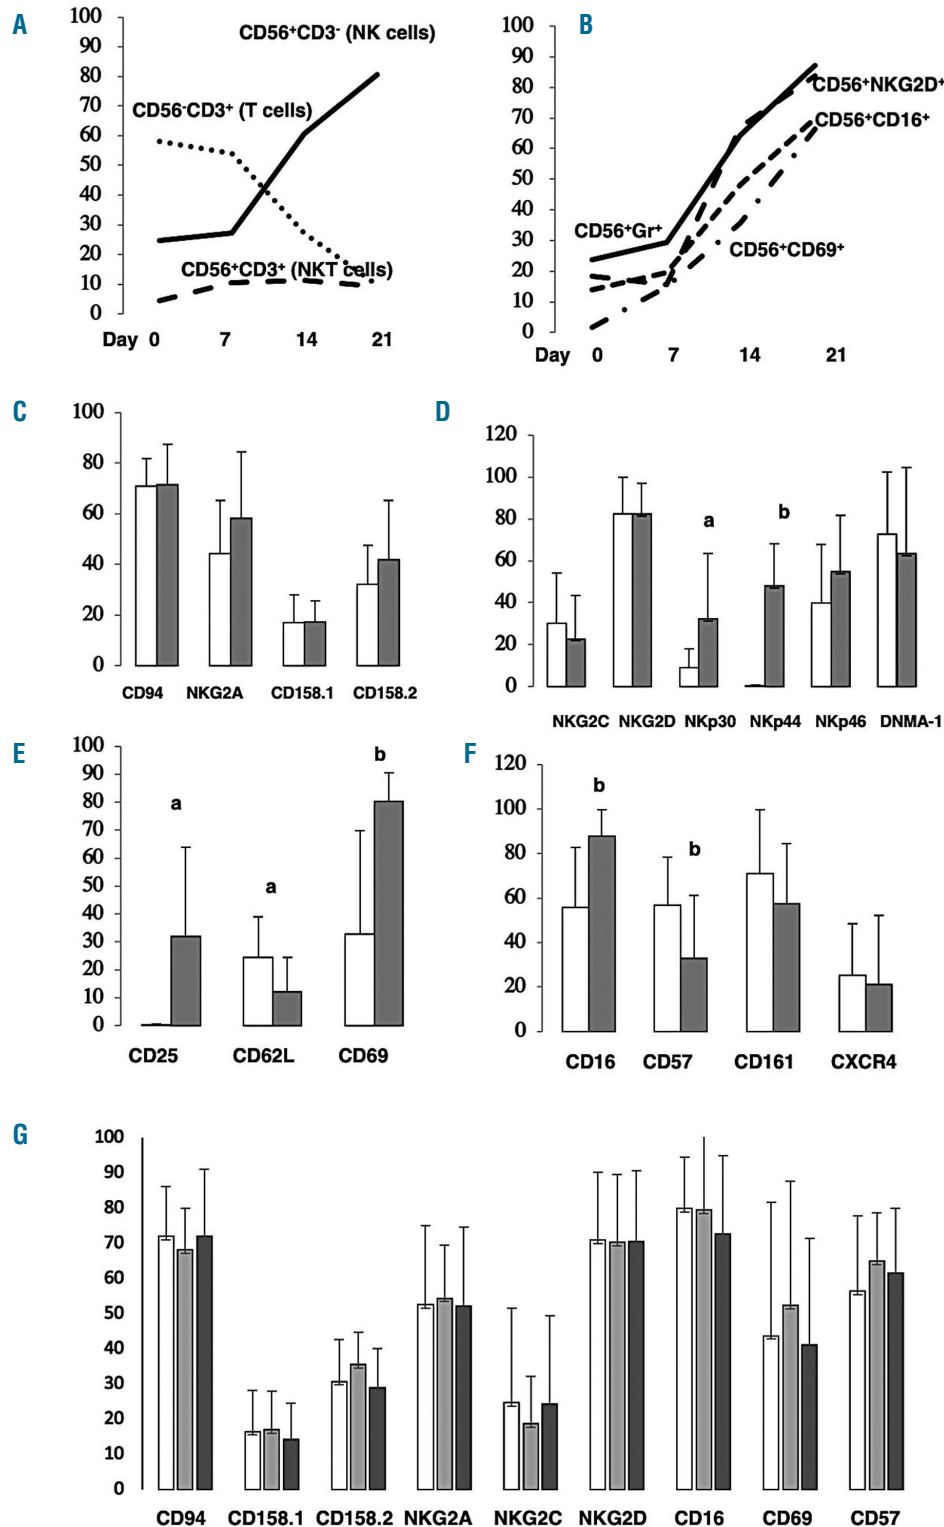 A
100
90
80
70
60
50
40
30
20
10
0
CD56⁺CD3⁻ (NK cells)
CD56⁻CD3⁺ (T cells)
CD56⁺CD3⁺ (NKT cells)
Day 0 7 14 21
B
100
90
80
70
60
50
40
30
20
10
0
CD56⁺NKG2D⁺
CD56⁺CD16⁺
CD56⁺Gr⁺
CD56⁺CD69⁺
Day 0 7 14 21
C
100
80
60
40
20
0
CD94 NKG2A CD158.1 CD158.2
D
120
100
80
60
40
20
0
a
b
NKG2C NKG2D NKp30 NKp44 NKp46 DNMA-1
E
100
90
80
70
60
50
40
30
20
10
0
a
a
b
CD25 CD62L CD69
F
120
100
80
60
40
20
0
b
b
CD16 CD57 CD161 CXCR4
G
100
90
80
70
60
50
40
30
20
10
0
CD94 CD158.1 CD158.2 NKG2A NKG2C NKG2D CD16 CD69 CD57